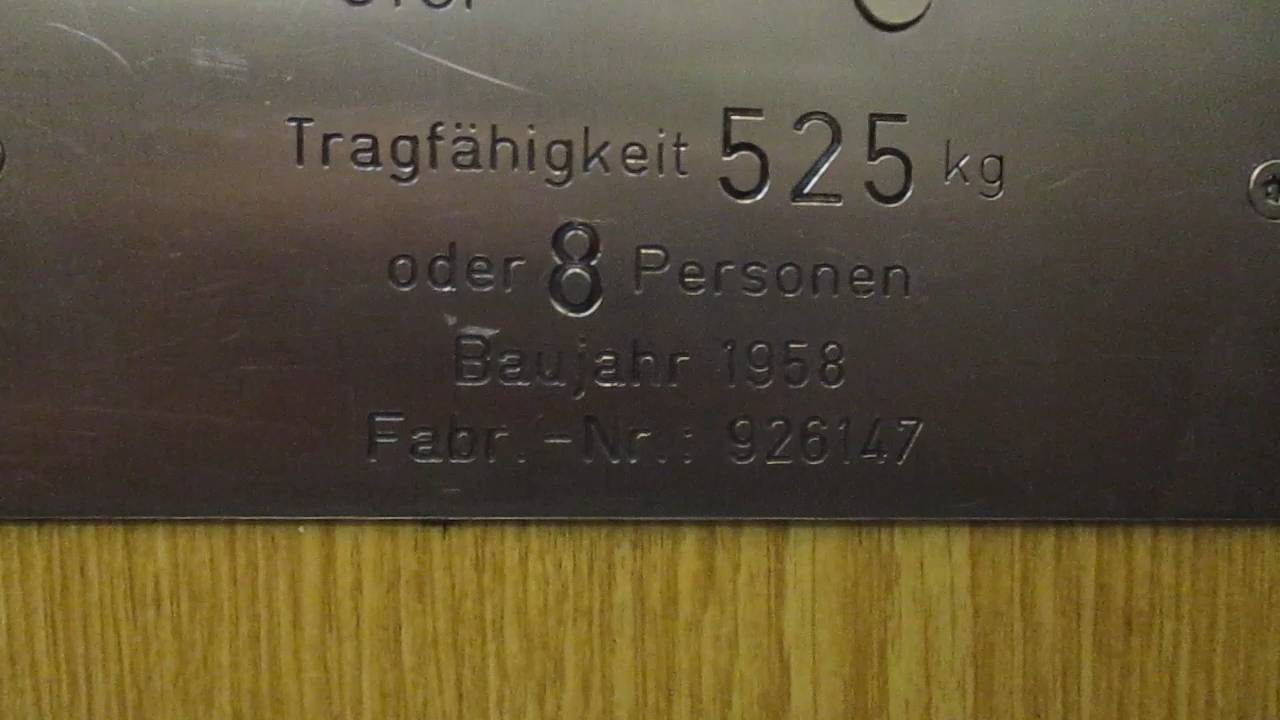 Tragfähigkeit 525 kg
oder 8 Personen
Baujahr 1958
Fabr.-Nr.: 926147